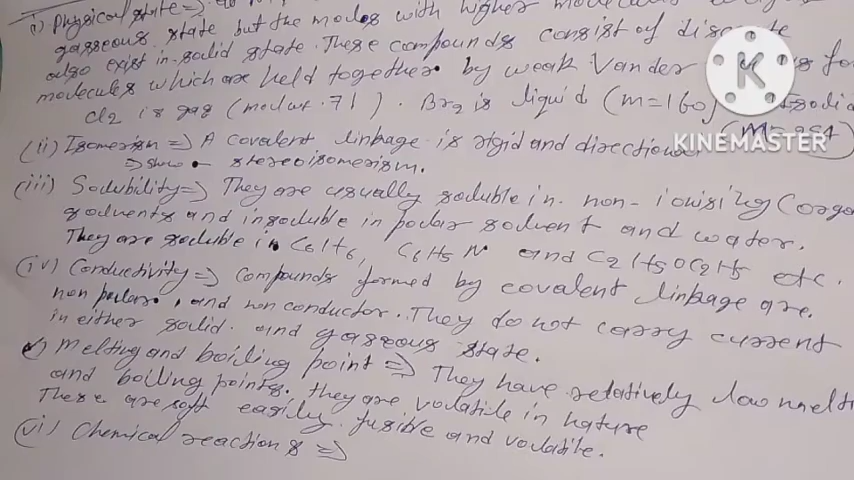 i) Physical state ⇒ with higher
gasseous state but the modes
also exist in solid state. These compounds consist of discrete
molecules which are held together by weak Vander
Cl2 is gas (mol.wt. 71). Br2 is liquid (m=160)
(ii) Isomerism ⇒ A covalent linkage is rigid and directional
⇒ Show stereoisomerism.
(iii) Solubility ⇒ They are usually soluble in non-ionising (orga
solvents and insoluble in polar solvent and water.
They are soluble in C6H6, C6H5N and C2H5OC2H5 etc.
(iv) Conductivity ⇒ Compounds formed by covalent linkage are.
non polar, and non conductor. They do not carry current
in either solid. and gasseous state.
v) Melting and boiling point ⇒ They have relatively low melti
and boiling points. they are volatile in nature
These are soft easily fusible and volatile.
(vi) Chemical reactions ⇒
K
KINEMASTER